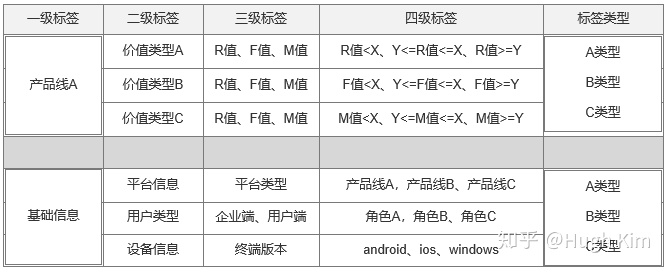 一级标签 二级标签 三级标签 四级标签 标签类型
价值类型A R值、F值、M值 R值<X、Y<=R值<=X、R值>=Y A类型
产品线A 价值类型B R值、F值、M值 F值<X、Y<=F值<=X、F值>=Y B类型
价值类型C R值、F值、M值 M值<X、Y<=M值<=X、M值>=Y C类型
平台信息 平台类型 产品线A，产品线B、产品线C A类型
基础信息 用户类型 企业端、用户端 角色A，角色B、角色C B类型
设备信息 终端版本 android、ios、windows C类型
知乎 @Hugh Kim